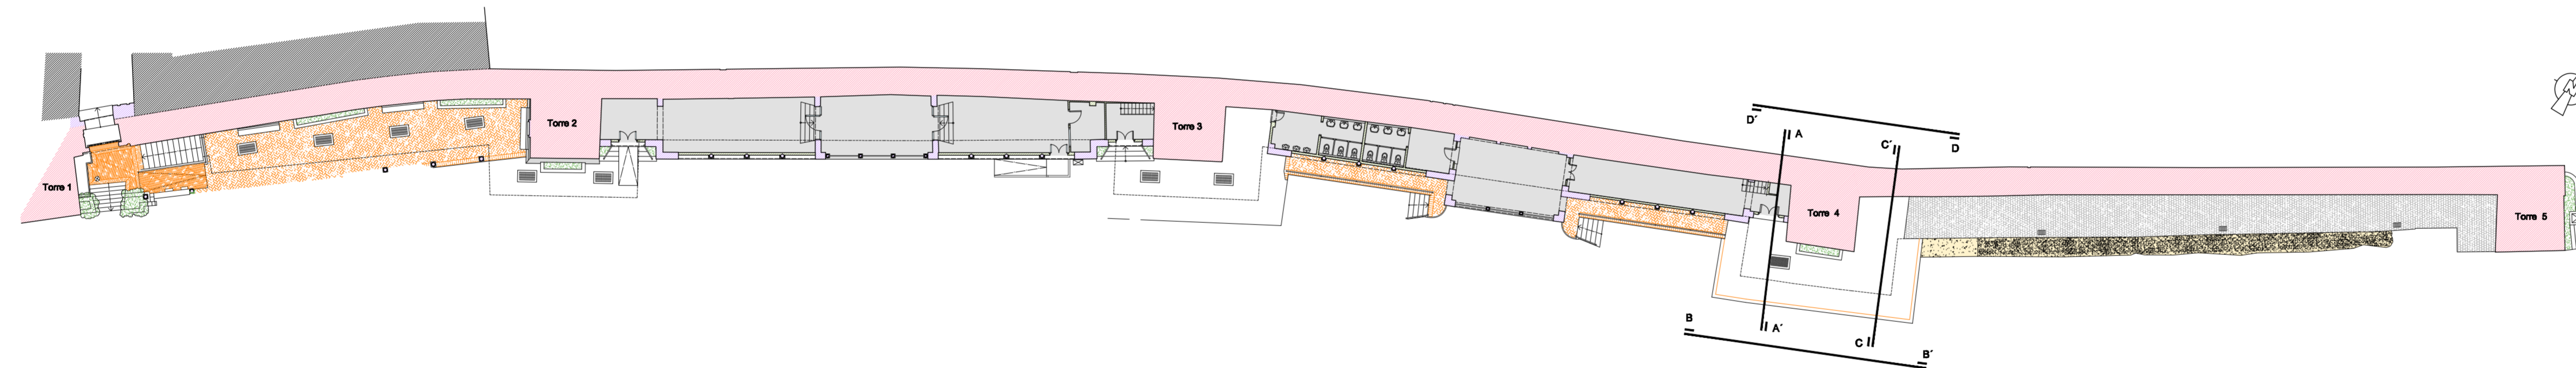 Torre 1
Torre 2
Torre 3
Torre 4
Torre 5
D´
D
A
C´
A´
B
C
B´